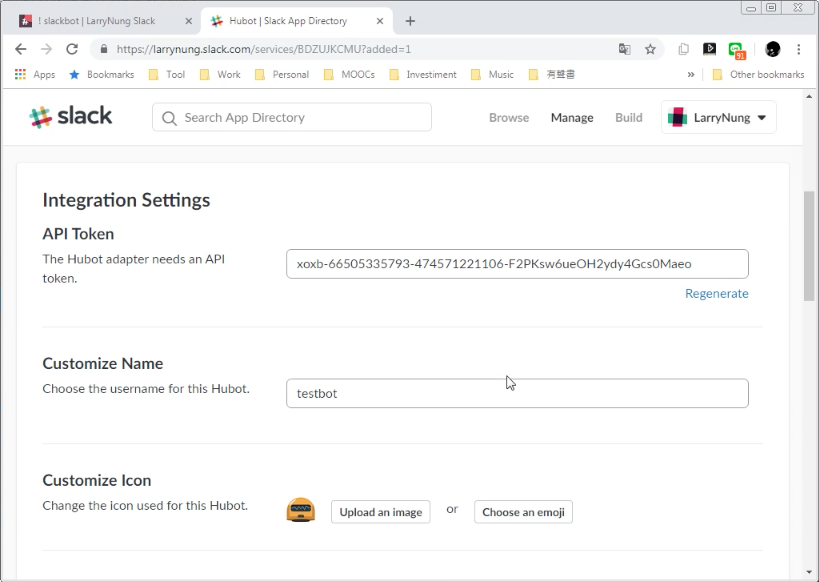 ! slackbot | LarryNung Slack
Hubot | Slack App Directory
https://larrynung.slack.com/services/BDZUJKCMU?added=1
91
Apps Bookmarks Tool Work Personal MOOCs Investiment Music 有聲書 » Other bookmarks
slack
Search App Directory
Browse Manage Build LarryNung
Integration Settings
API Token
The Hubot adapter needs an API
token.
xoxb-66505335793-474571221106-F2PKsw6ueOH2ydy4Gcs0Maeo
Regenerate
Customize Name
Choose the username for this Hubot.
testbot
Customize Icon
Change the icon used for this Hubot.
Upload an image or Choose an emoji